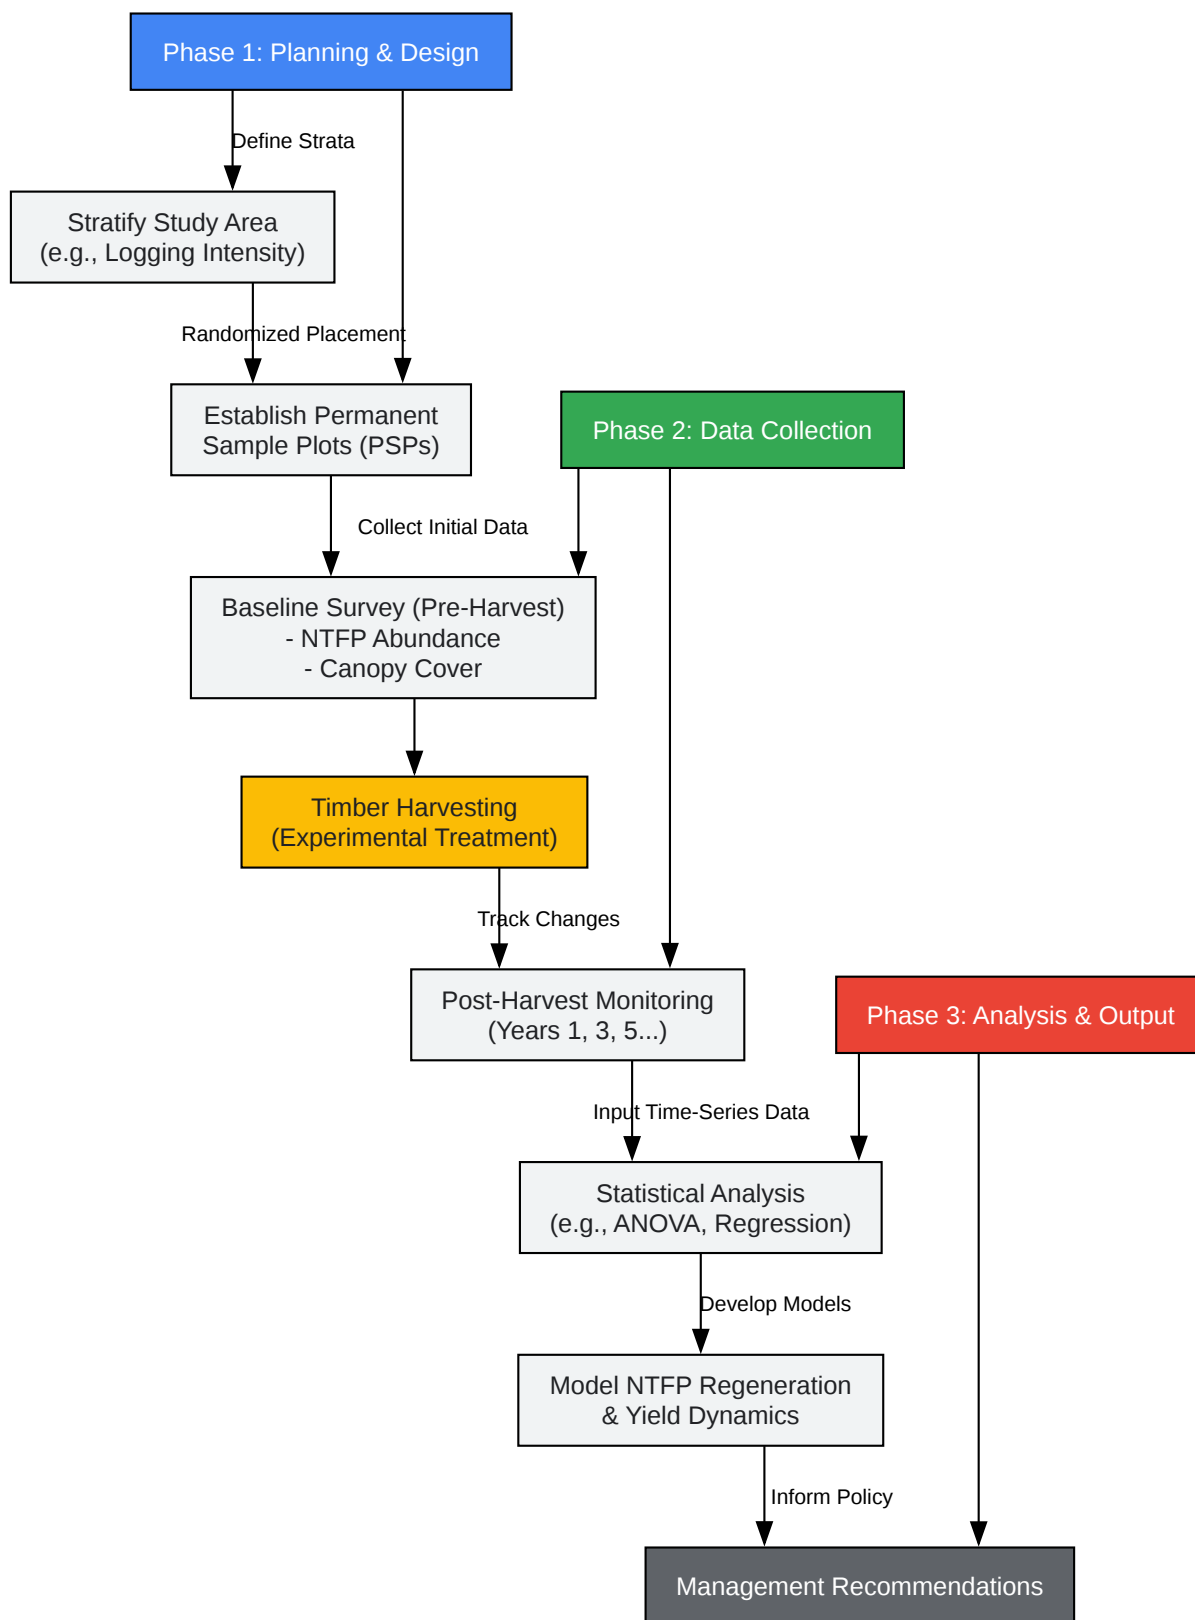 Phase 1: Planning & Design
Define Strata
Stratify Study Area
(e.g., Logging Intensity)
Randomized Placement
Establish Permanent
Sample Plots (PSPs)
Phase 2: Data Collection
Collect Initial Data
Baseline Survey (Pre-Harvest)
- NTFP Abundance
- Canopy Cover
Timber Harvesting
(Experimental Treatment)
Track Changes
Post-Harvest Monitoring
(Years 1, 3, 5...)
Phase 3: Analysis & Output
Input Time-Series Data
Statistical Analysis
(e.g., ANOVA, Regression)
Develop Models
Model NTFP Regeneration
& Yield Dynamics
Inform Policy
Management Recommendations